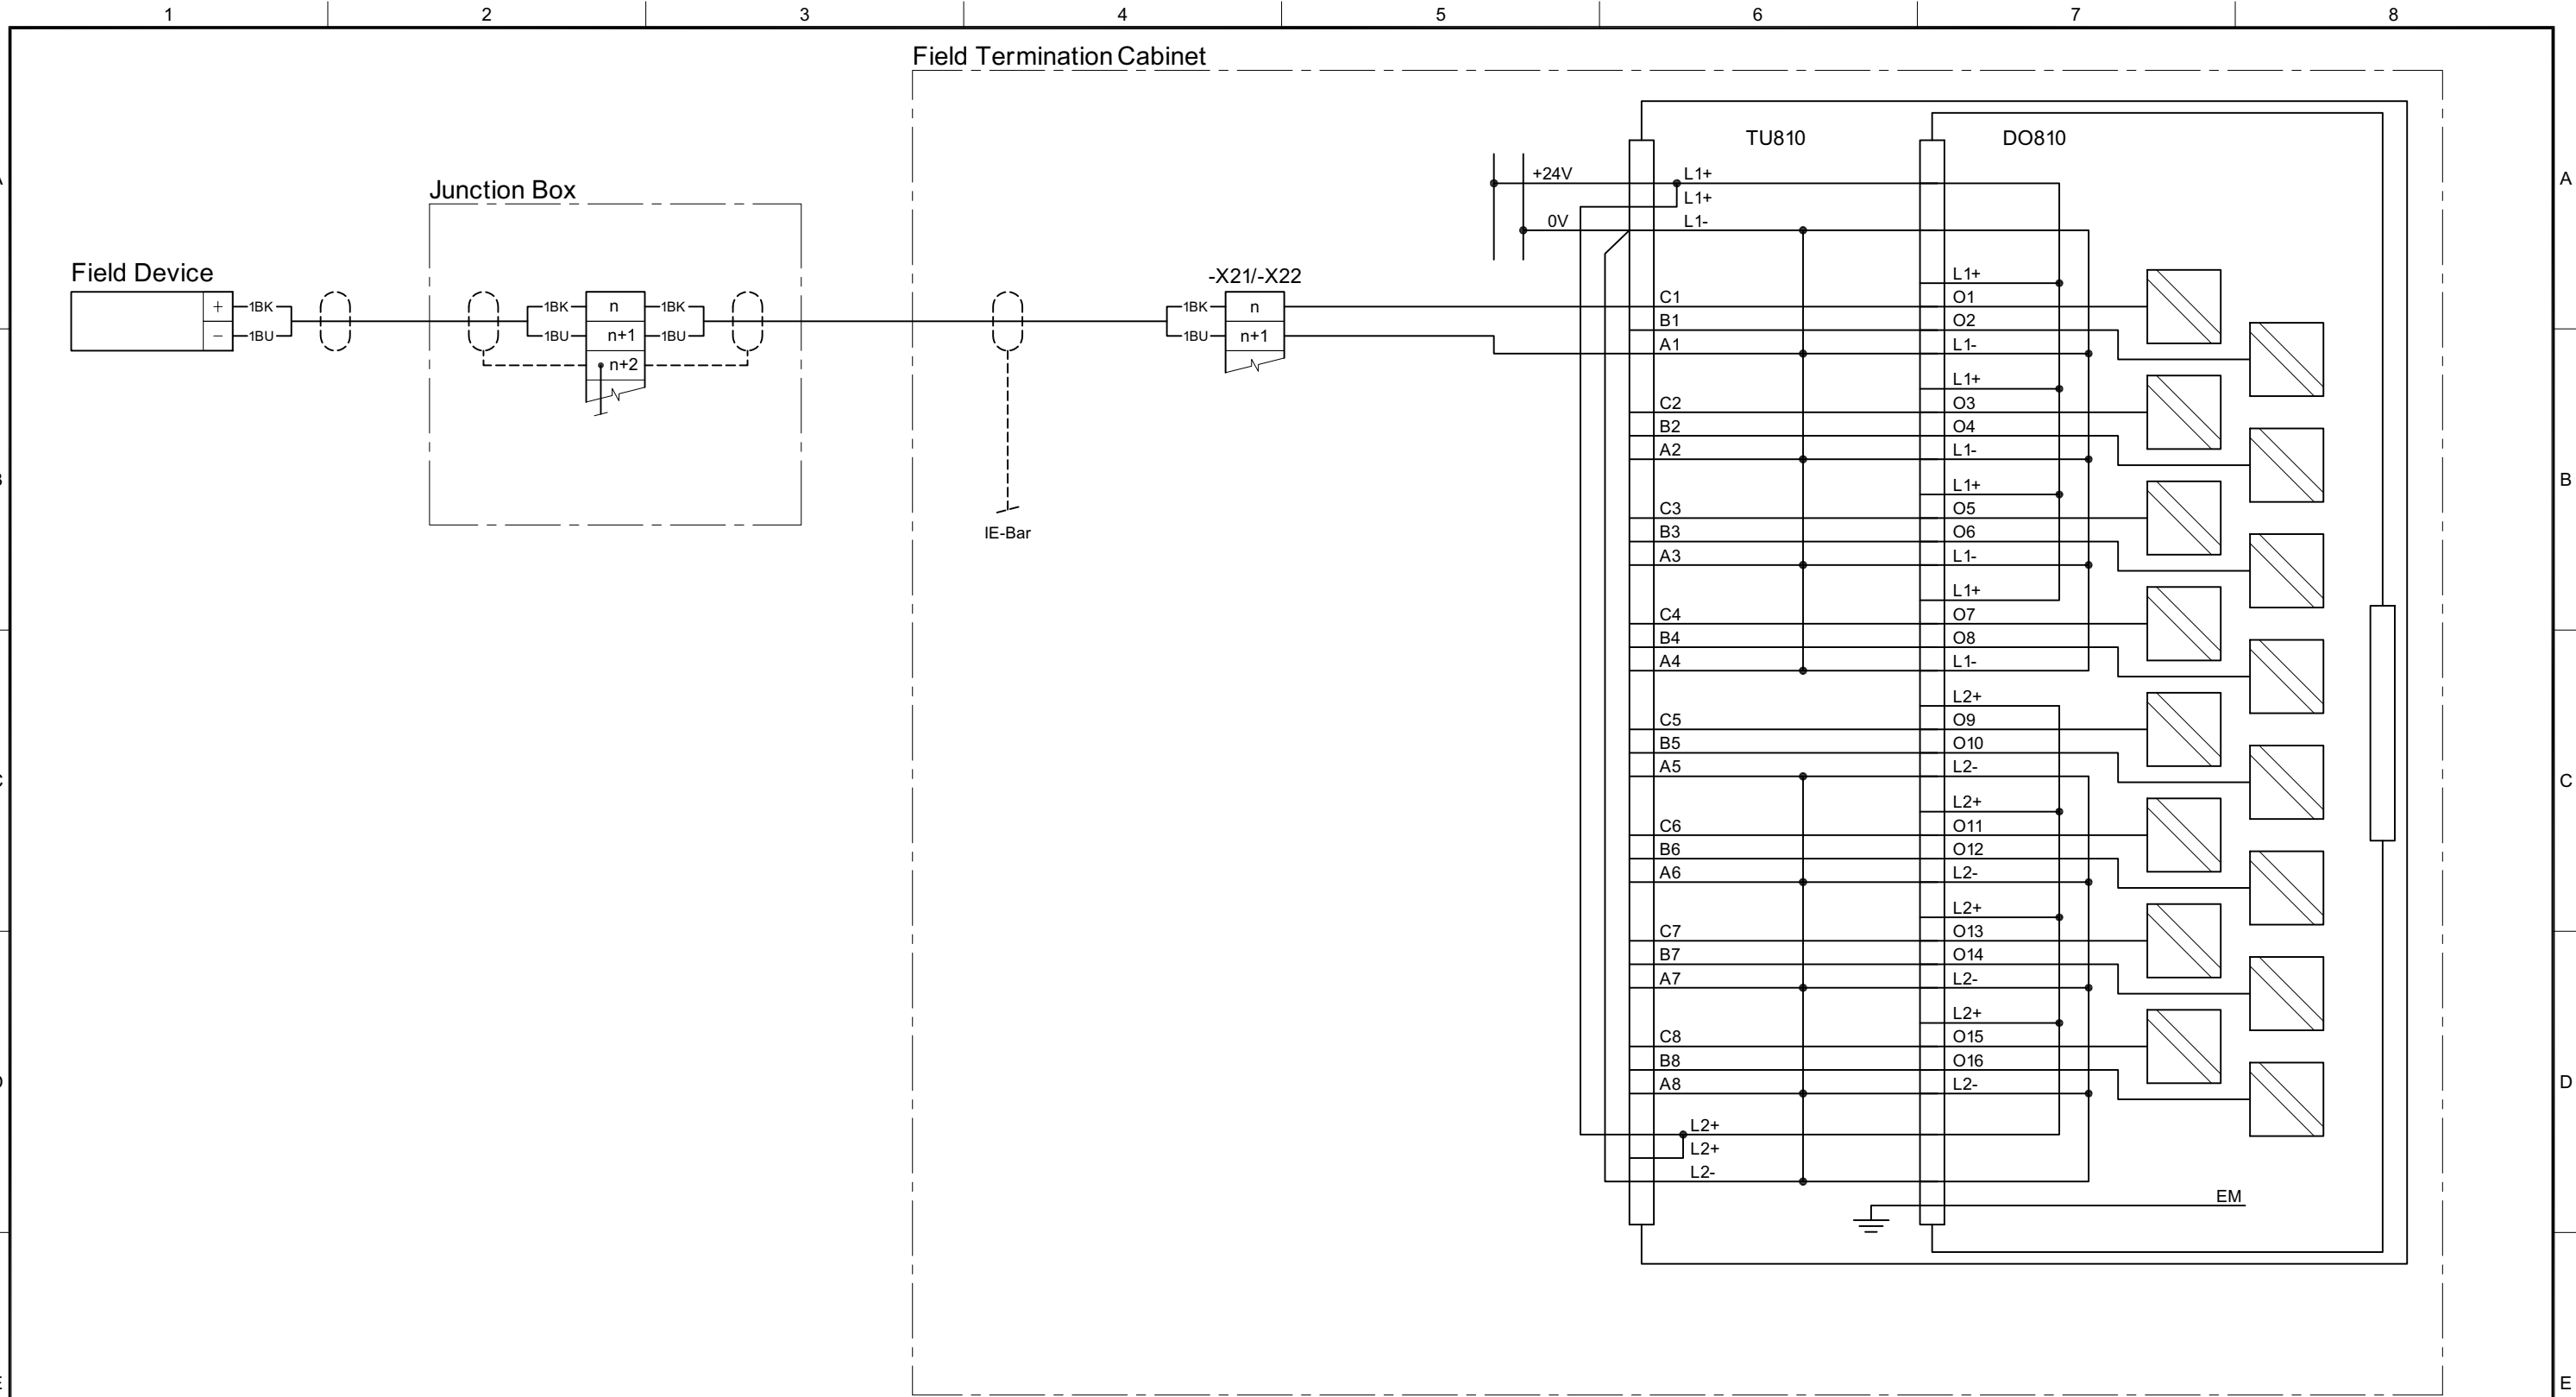 1 2 3 4 5 6 7 8
Field Termination Cabinet
TU810 DO810
A
+24V L1+
L1+
0V L1-
Junction Box
Field Device
-X21/-X22
+ 1BK 1BK n 1BK 1BK n
− 1BU 1BU n+1 1BU 1BU n+1
n+2
IE-Bar
L1+
C1 O1
B1 O2
A1 L1-
L1+
C2 O3
B2 O4
A2 L1-
B
L1+
C3 O5
B3 O6
A3 L1-
L1+
C4 O7
B4 O8
A4 L1-
L2+
C5 O9
B5 O10
A5 L2-
C
L2+
C6 O11
B6 O12
A6 L2-
L2+
C7 O13
B7 O14
A7 L2-
L2+
C8 O15
B8 O16
A8 L2-
D
L2+
L2+
L2-
EM
E